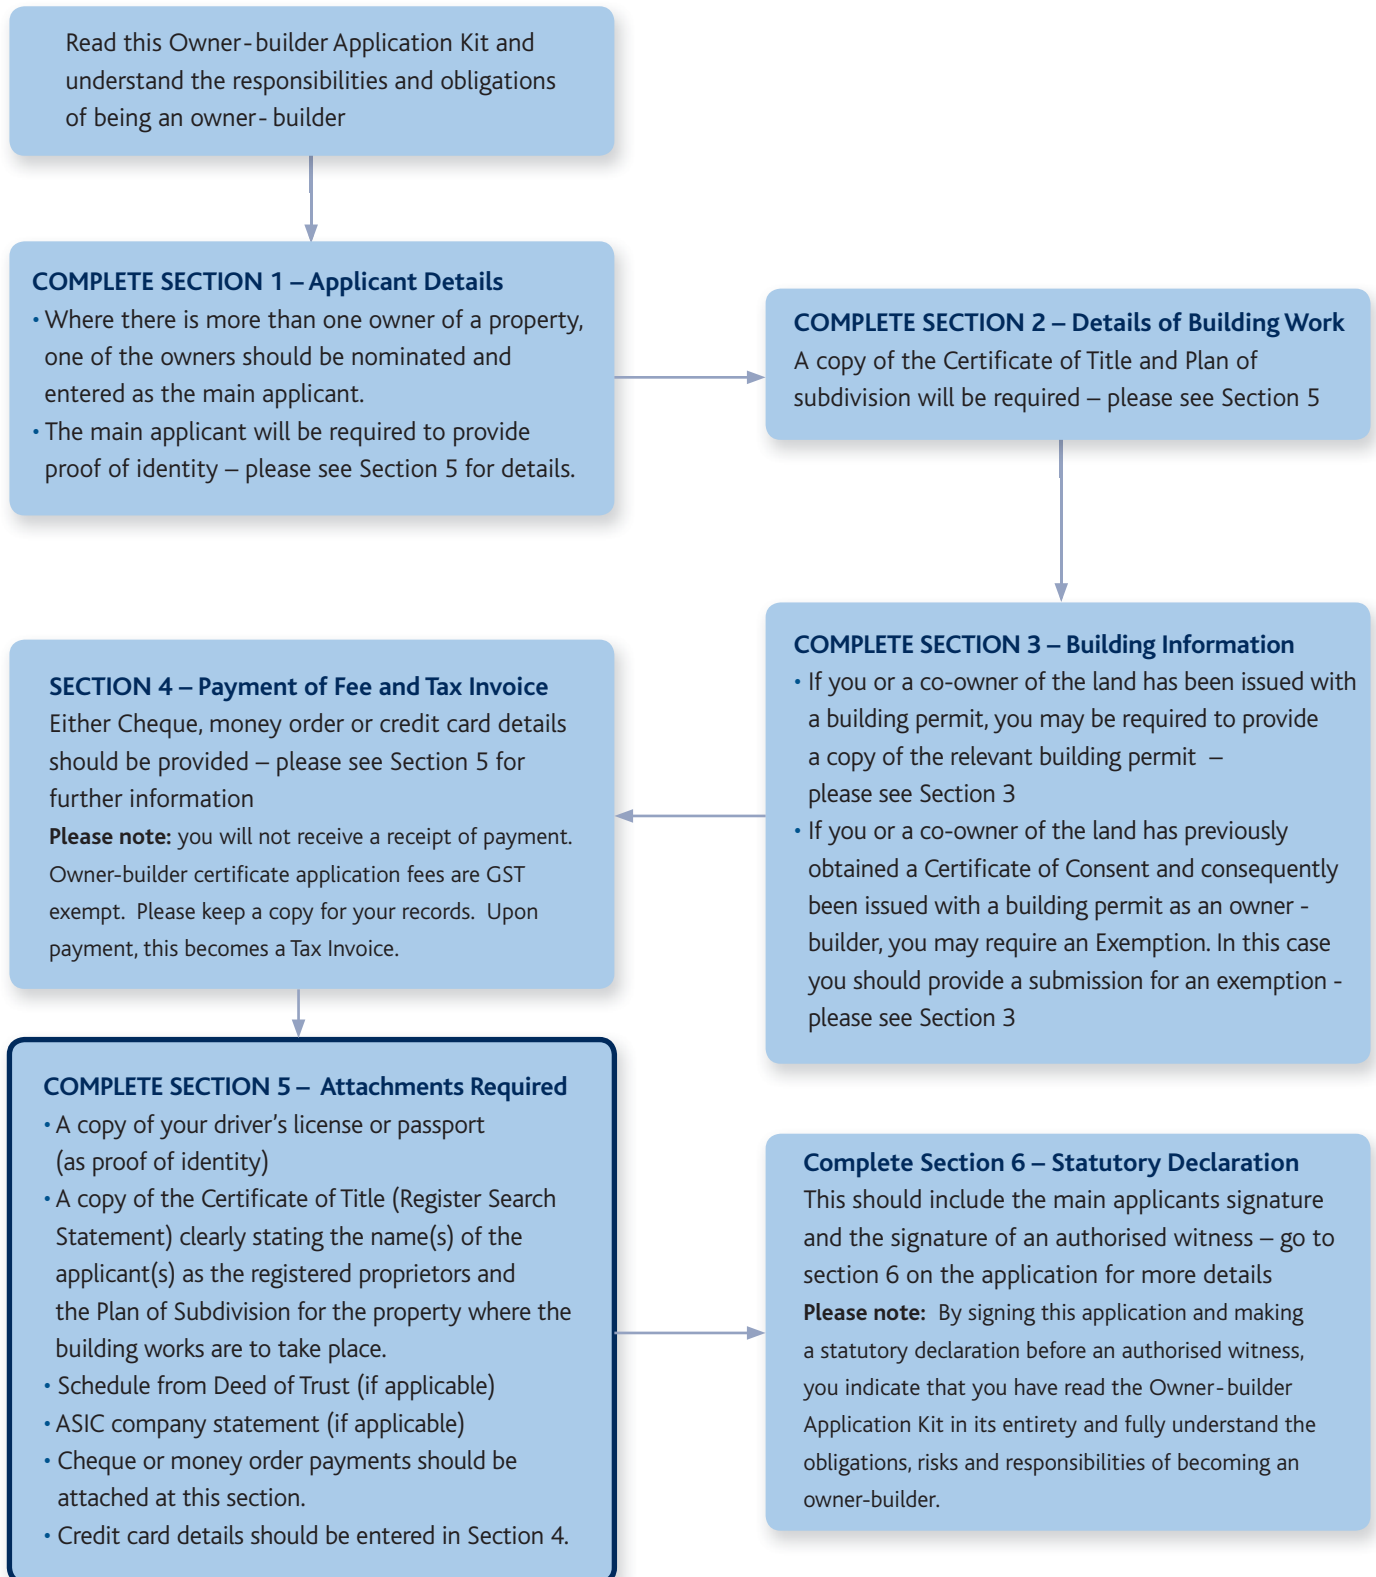 Read this Owner-builder Application Kit and
understand the responsibilities and obligations
of being an owner- builder
COMPLETE SECTION 1 – Applicant Details
• Where there is more than one owner of a property,
one of the owners should be nominated and
entered as the main applicant.
• The main applicant will be required to provide
proof of identity – please see Section 5 for details.
COMPLETE SECTION 2 – Details of Building Work
A copy of the Certificate of Title and Plan of
subdivision will be required – please see Section 5
COMPLETE SECTION 3 – Building Information
• If you or a co-owner of the land has been issued with
a building permit, you may be required to provide
a copy of the relevant building permit –
please see Section 3
• If you or a co-owner of the land has previously
obtained a Certificate of Consent and consequently
been issued with a building permit as an owner -
builder, you may require an Exemption. In this case
you should provide a submission for an exemption -
please see Section 3
SECTION 4 – Payment of Fee and Tax Invoice
Either Cheque, money order or credit card details
should be provided – please see Section 5 for
further information
Please note: you will not receive a receipt of payment.
Owner-builder certificate application fees are GST
exempt. Please keep a copy for your records. Upon
payment, this becomes a Tax Invoice.
COMPLETE SECTION 5 – Attachments Required
• A copy of your driver's license or passport
(as proof of identity)
• A copy of the Certificate of Title (Register Search
Statement) clearly stating the name(s) of the
applicant(s) as the registered proprietors and
the Plan of Subdivision for the property where the
building works are to take place.
• Schedule from Deed of Trust (if applicable)
• ASIC company statement (if applicable)
• Cheque or money order payments should be
attached at this section.
• Credit card details should be entered in Section 4.
Complete Section 6 – Statutory Declaration
This should include the main applicants signature
and the signature of an authorised witness – go to
section 6 on the application for more details
Please note: By signing this application and making
a statutory declaration before an authorised witness,
you indicate that you have read the Owner-builder
Application Kit in its entirety and fully understand the
obligations, risks and responsibilities of becoming an
owner-builder.